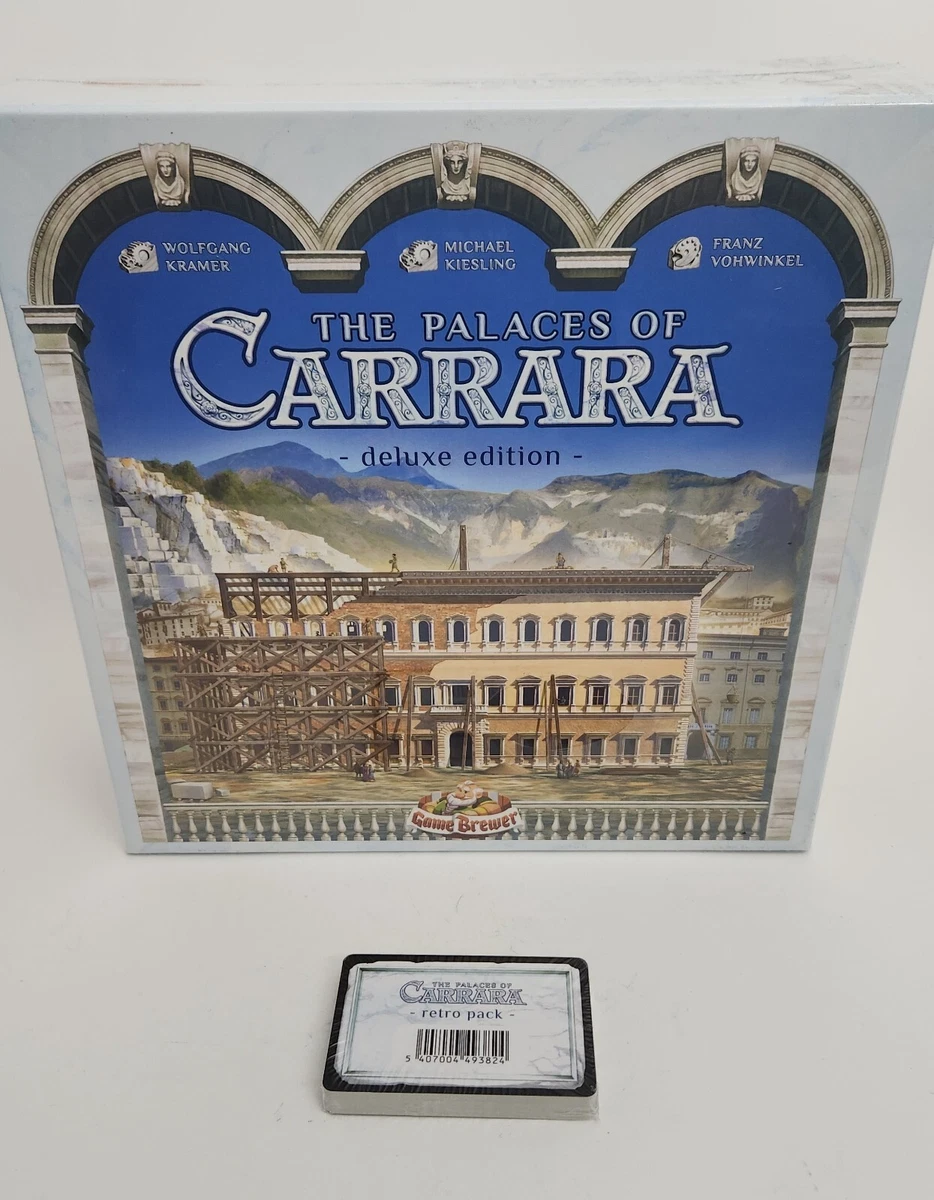 WOLFGANG
KRAMER
MICHAEL
KIESLING
FRANZ
VOHWINKEL
THE PALACES OF
CARRARA
- deluxe edition -
Game Brewer
THE PALACES OF
CARRARA
- retro pack -
5 407004 493824